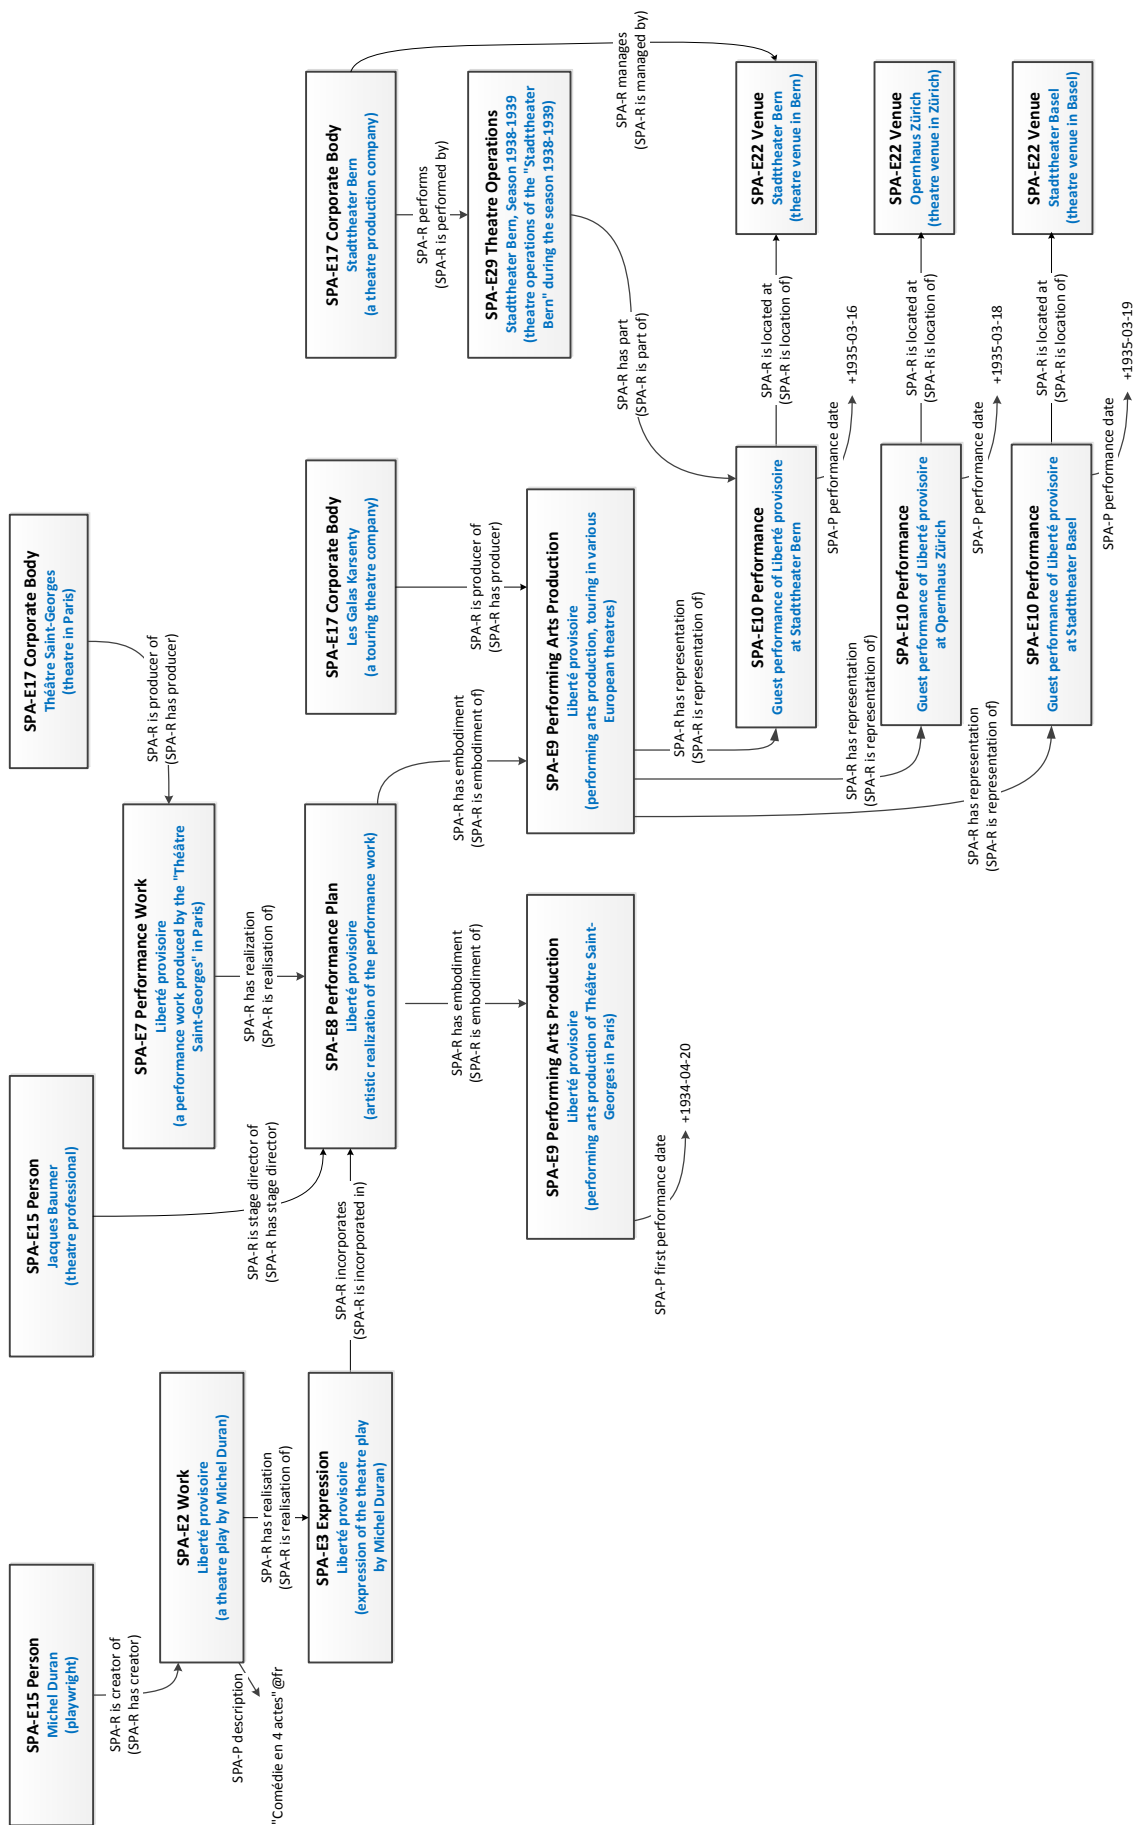 SPA-E15 Person
Michel Duran
(playwright)
SPA-R is creator of
(SPA-R has creator)
SPA-E2 Work
Liberté provisoire
(a theatre play by Michel Duran)
SPA-P description
"Comédie en 4 actes"@fr
SPA-R has realisation
(SPA-R is realisation of)
SPA-E3 Expression
Liberté provisoire
(expression of the theatre play
by Michel Duran)
SPA-R incorporates
(SPA-R is incorporated in)
SPA-E15 Person
Jacques Baumer
(theatre professional)
SPA-R is stage director of
(SPA-R has stage director)
SPA-E17 Corporate Body
Théâtre Saint-Georges
(theatre in Paris)
SPA-R is producer of
(SPA-R has producer)
SPA-E7 Performance Work
Liberté provisoire
(a performance work produced by the "Théâtre
Saint-Georges" in Paris)
SPA-R has realization
(SPA-R is realisation of)
SPA-E8 Performance Plan
Liberté provisoire
(artistic realization of the performance work)
SPA-R has embodiment
(SPA-R is embodiment of)
SPA-E9 Performing Arts Production
Liberté provisoire
(performing arts production of Théâtre Saint-
Georges in Paris)
SPA-P first performance date
+1934-04-20
SPA-R has embodiment
(SPA-R is embodiment of)
SPA-E17 Corporate Body
Les Galas Karsenty
(a touring theatre company)
SPA-R is producer of
(SPA-R has producer)
SPA-E9 Performing Arts Production
Liberté provisoire
(performing arts production, touring in various
European theatres)
SPA-R has representation
(SPA-R is representation of)
SPA-R has representation
(SPA-R is representation of)
SPA-R has representation
(SPA-R is representation of)
SPA-E17 Corporate Body
Stadttheater Bern
(a theatre production company)
SPA-R performs
(SPA-R is performed by)
SPA-R manages
(SPA-R is managed by)
SPA-E29 Theatre Operations
Stadttheater Bern, Season 1938-1939
(theatre operations of the "Stadttheater
Bern" during the season 1938-1939)
SPA-R has part
(SPA-R is part of)
SPA-E10 Performance
Guest performance of Liberté provisoire
at Stadttheater Bern
SPA-P performance date
+1935-03-16
SPA-R is located at
(SPA-R is location of)
SPA-E22 Venue
Stadttheater Bern
(theatre venue in Bern)
SPA-E10 Performance
Guest performance of Liberté provisoire
at Opernhaus Zürich
SPA-P performance date
+1935-03-18
SPA-R is located at
(SPA-R is location of)
SPA-E22 Venue
Opernhaus Zürich
(theatre venue in Zürich)
SPA-E10 Performance
Guest performance of Liberté provisoire
at Stadttheater Basel
SPA-P performance date
+1935-03-19
SPA-R is located at
(SPA-R is location of)
SPA-E22 Venue
Stadttheater Basel
(theatre venue in Basel)